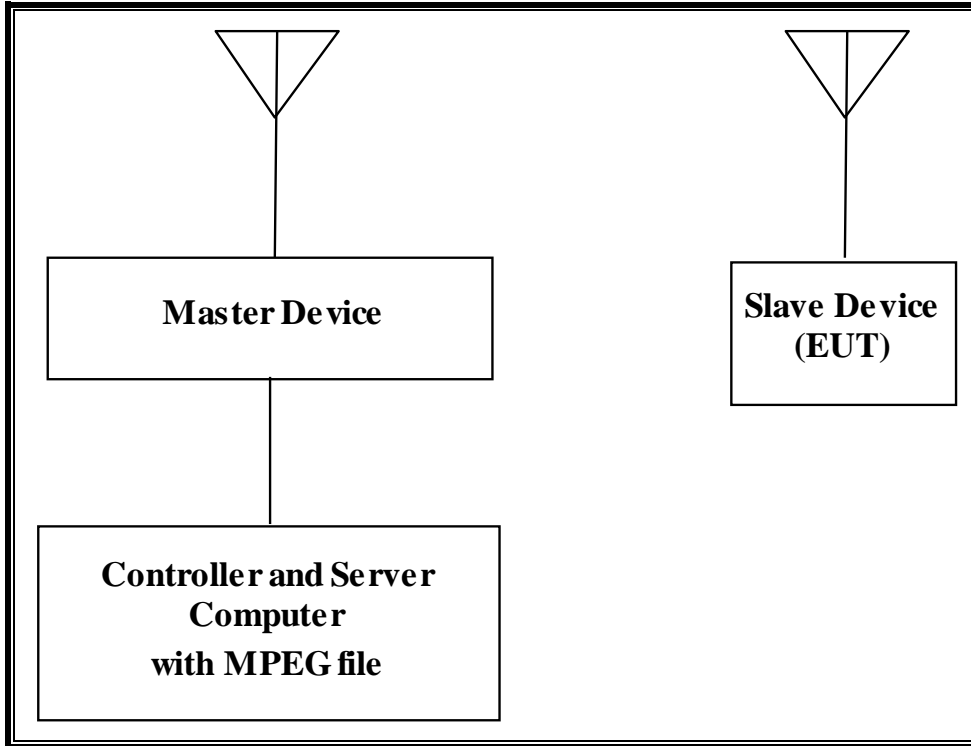 Master Device
Slave Device
(EUT)
Controller and Server
Computer
with MPEG file